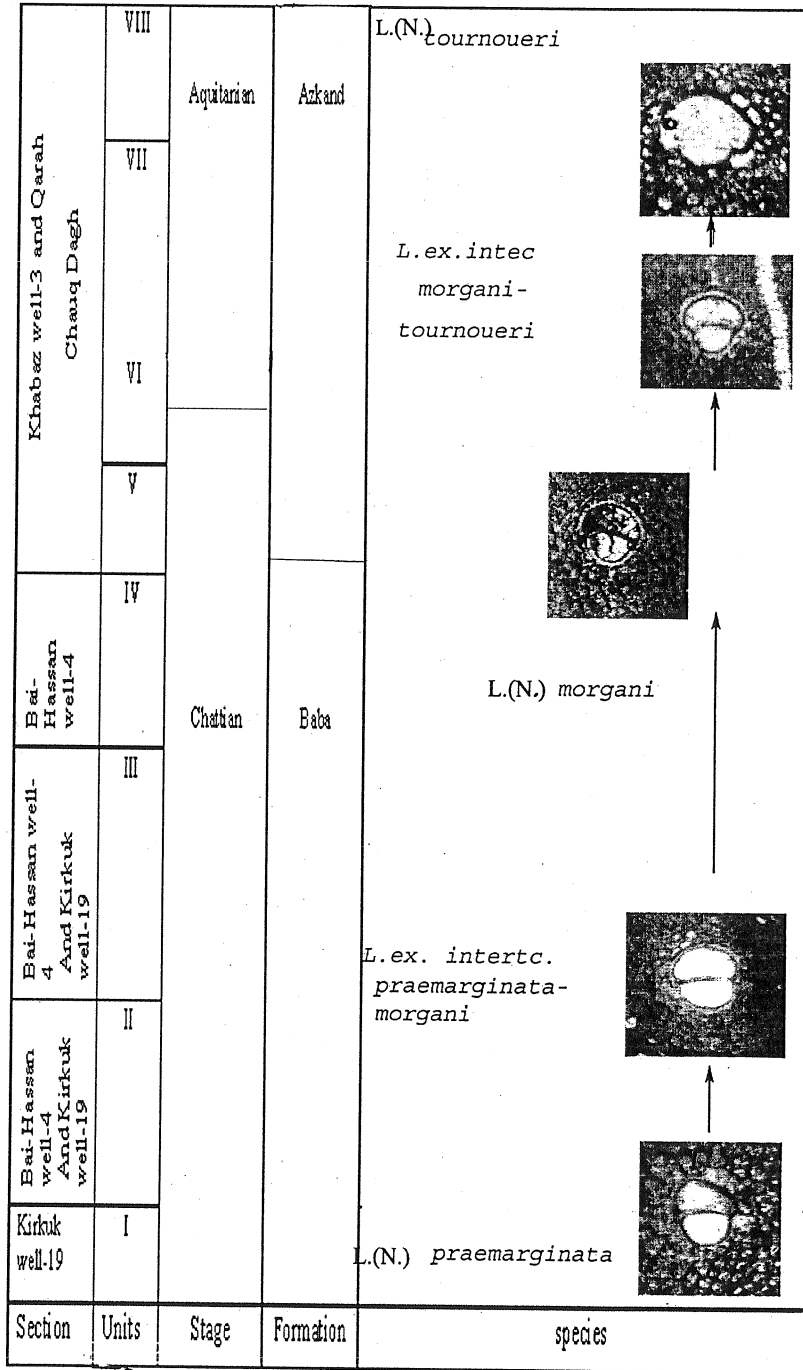 VIII
L.(N.) tournoueri
Aquitanian
Azkand
Khabaz well-3 and Qarah
Chauq Dagh
VII
L.ex.intec
morgani-
tournoueri
VI
V
IV
Bai-
Hassan
well-4
L.(N.) morgani
Chattian
Baba
III
Bai-Hassan well-
4
And Kirkuk
well-19
L.ex. intertc.
praemarginata-
morgani
II
Bai-Hassan
well-4
And Kirkuk
well-19
Kirkuk
well-19
I
L.(N.) praemarginata
Section
Units
Stage
Formation
species